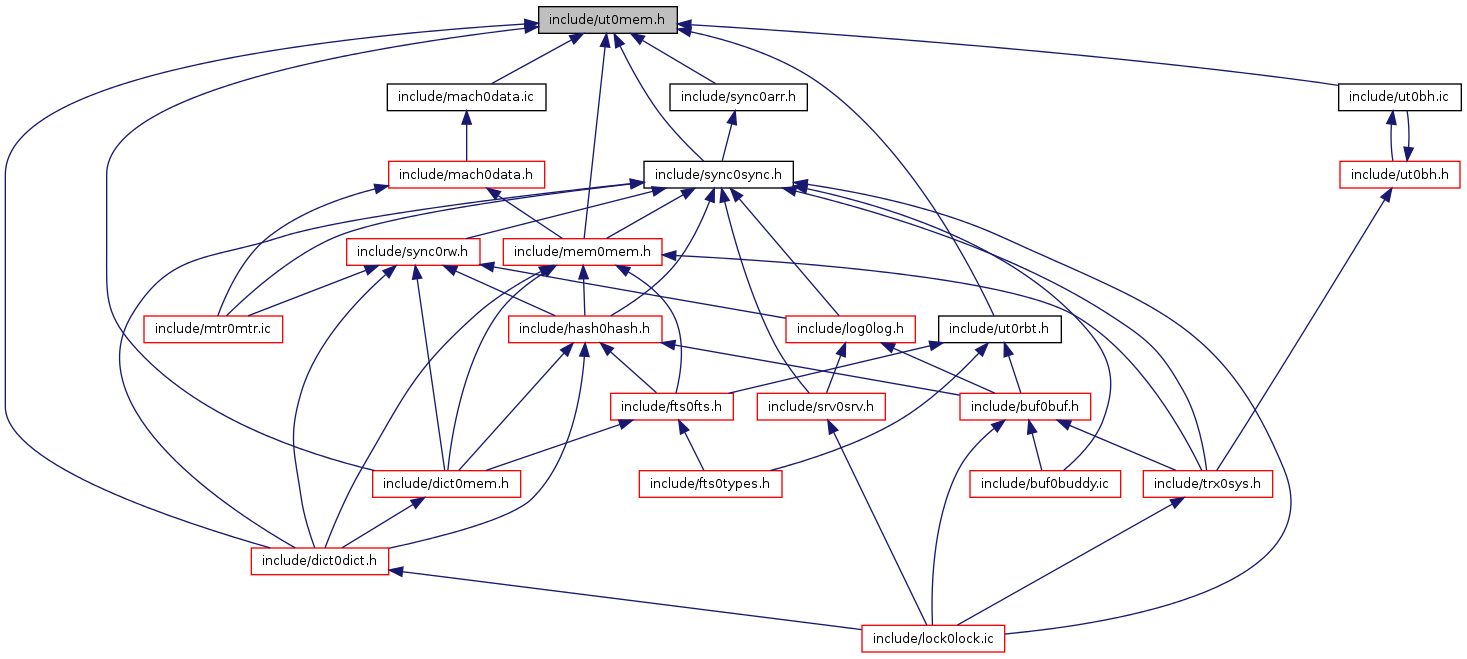 include/ut0mem.h
include/mach0data.ic
include/sync0arr.h
include/ut0bh.ic
include/mach0data.h
include/sync0sync.h
include/ut0bh.h
include/sync0rw.h
include/mem0mem.h
include/mtr0mtr.ic
include/hash0hash.h
include/log0log.h
include/ut0rbt.h
include/fts0fts.h
include/srv0srv.h
include/buf0buf.h
include/dict0mem.h
include/fts0types.h
include/buf0buddy.ic
include/trx0sys.h
include/dict0dict.h
include/lock0lock.ic